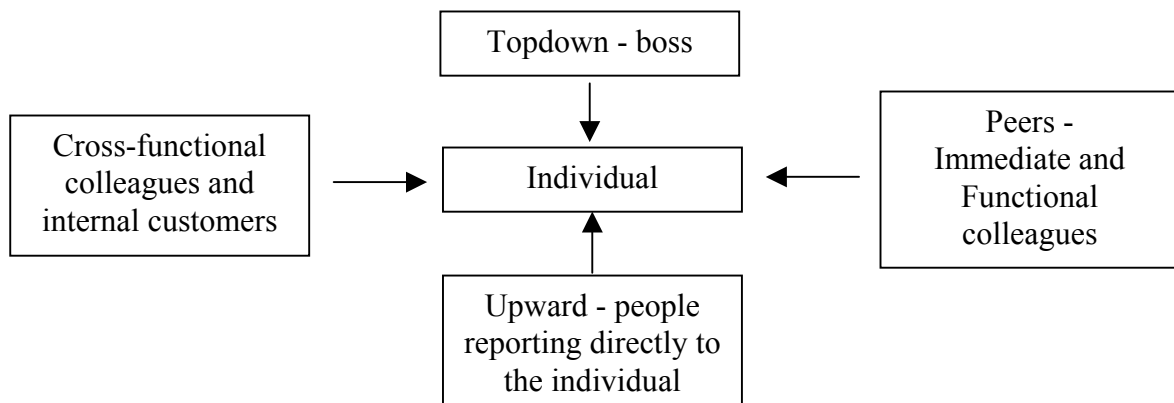 Topdown - boss
Cross-functional
colleagues and
internal customers
Individual
Peers -
Immediate and
Functional
colleagues
Upward - people
reporting directly to
the individual